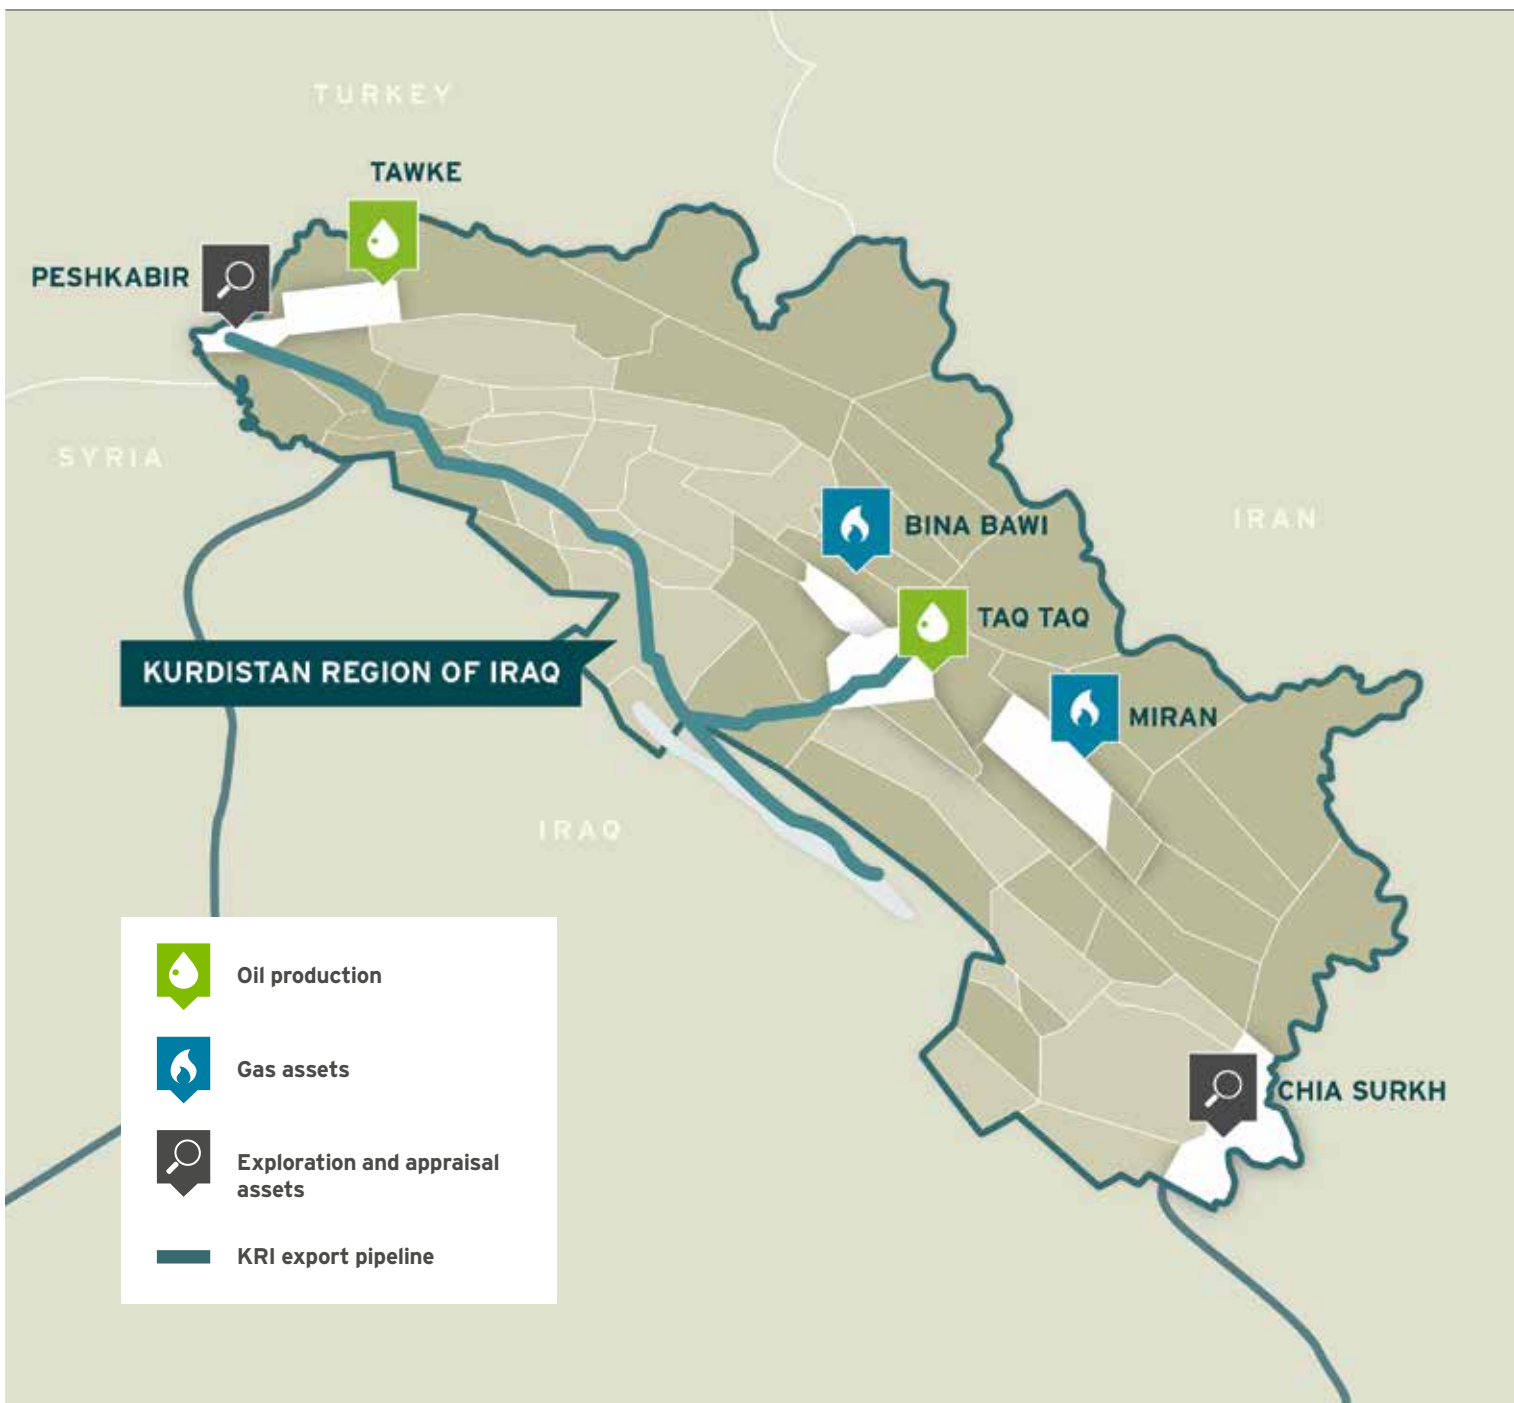 TURKEY
TAWKE
PESHKABIR
SYRIA
IRAN
BINA BAWI
TAQ TAQ
KURDISTAN REGION OF IRAQ
MIRAN
IRAQ
CHIA SURKH
Oil production
Gas assets
Exploration and appraisal
assets
KRI export pipeline